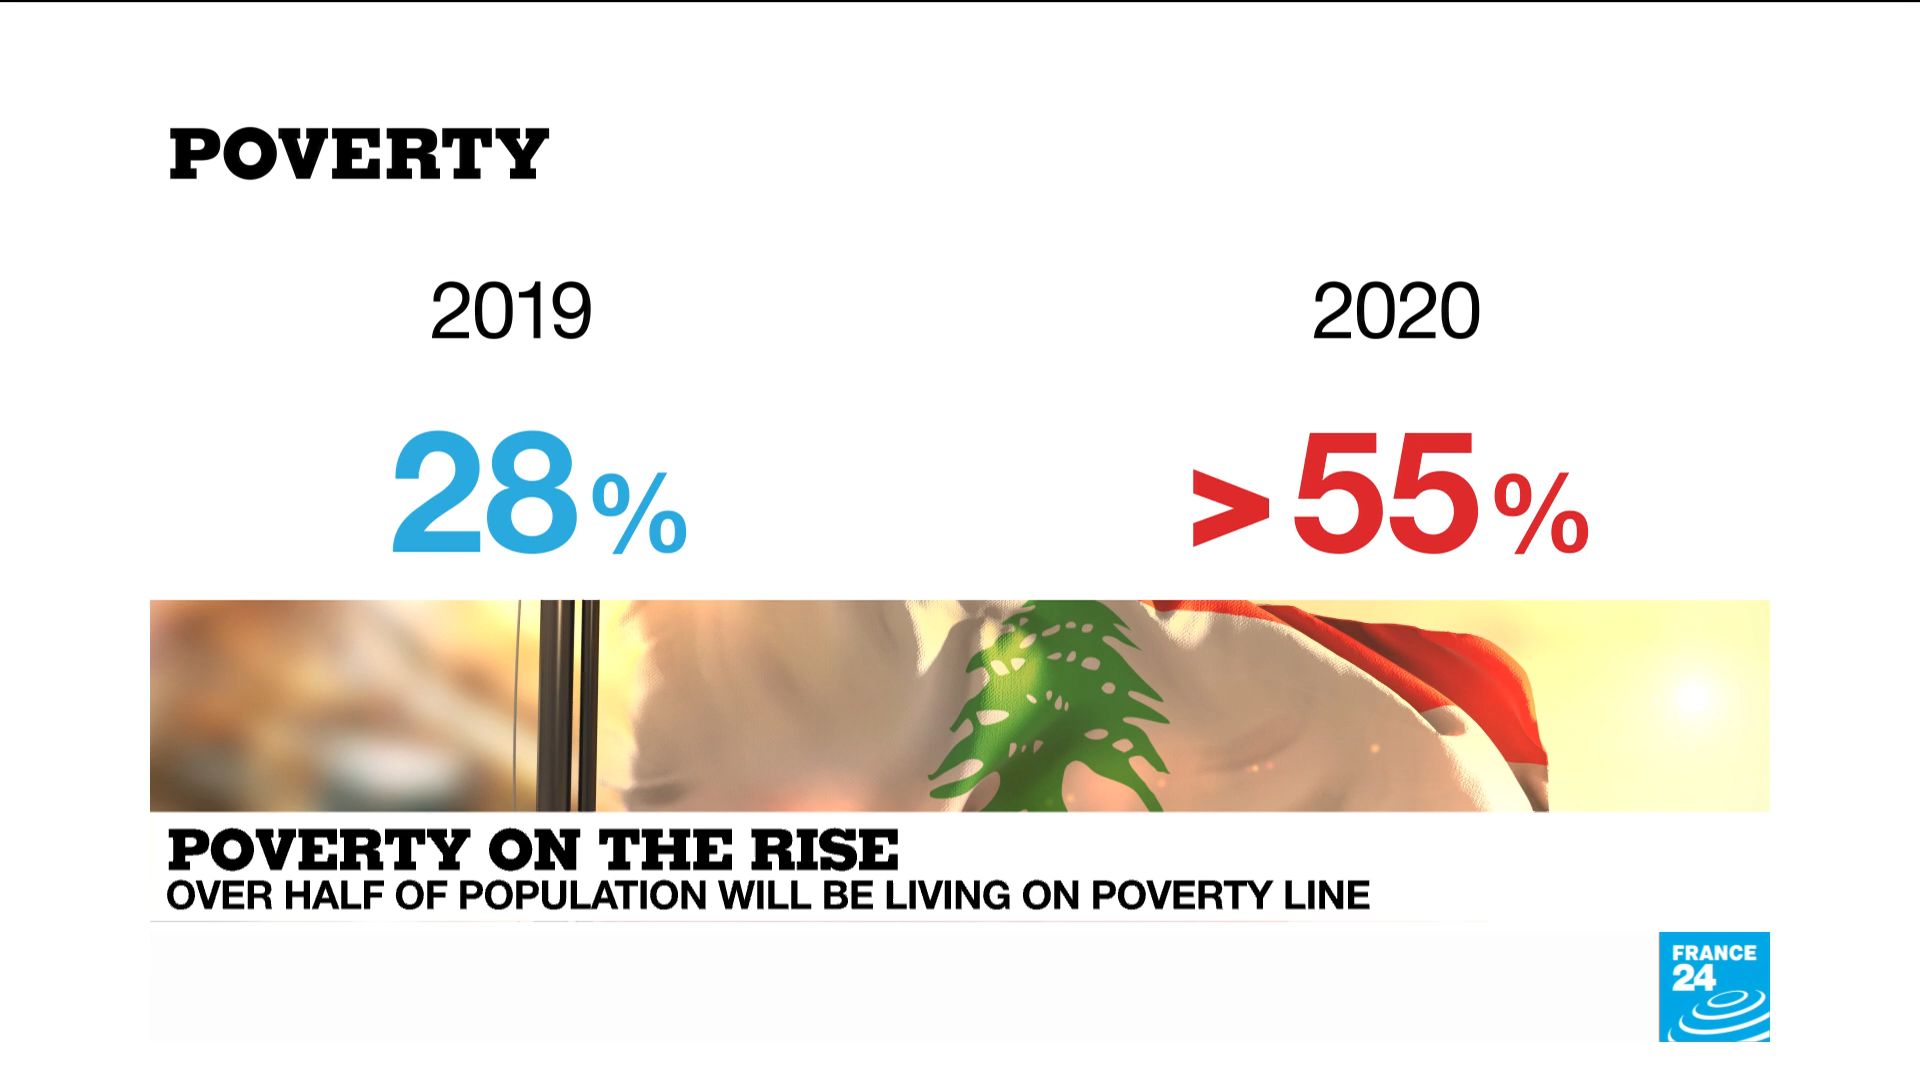 POVERTY
2019
2020
28%
>55%
POVERTY ON THE RISE
OVER HALF OF POPULATION WILL BE LIVING ON POVERTY LINE
FRANCE
24